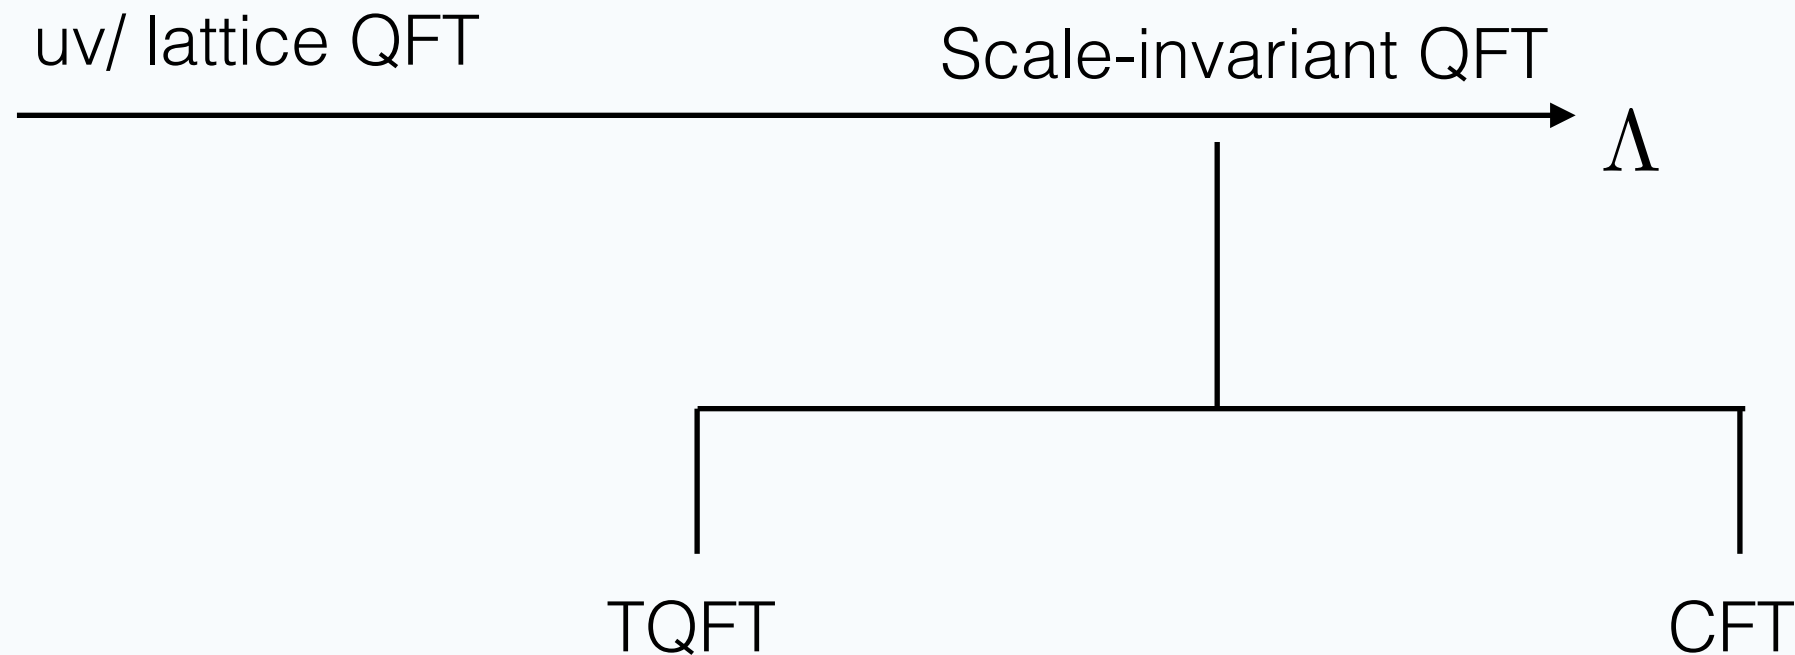 uv/ lattice QFT
Scale-invariant QFT
Λ
TQFT
CFT